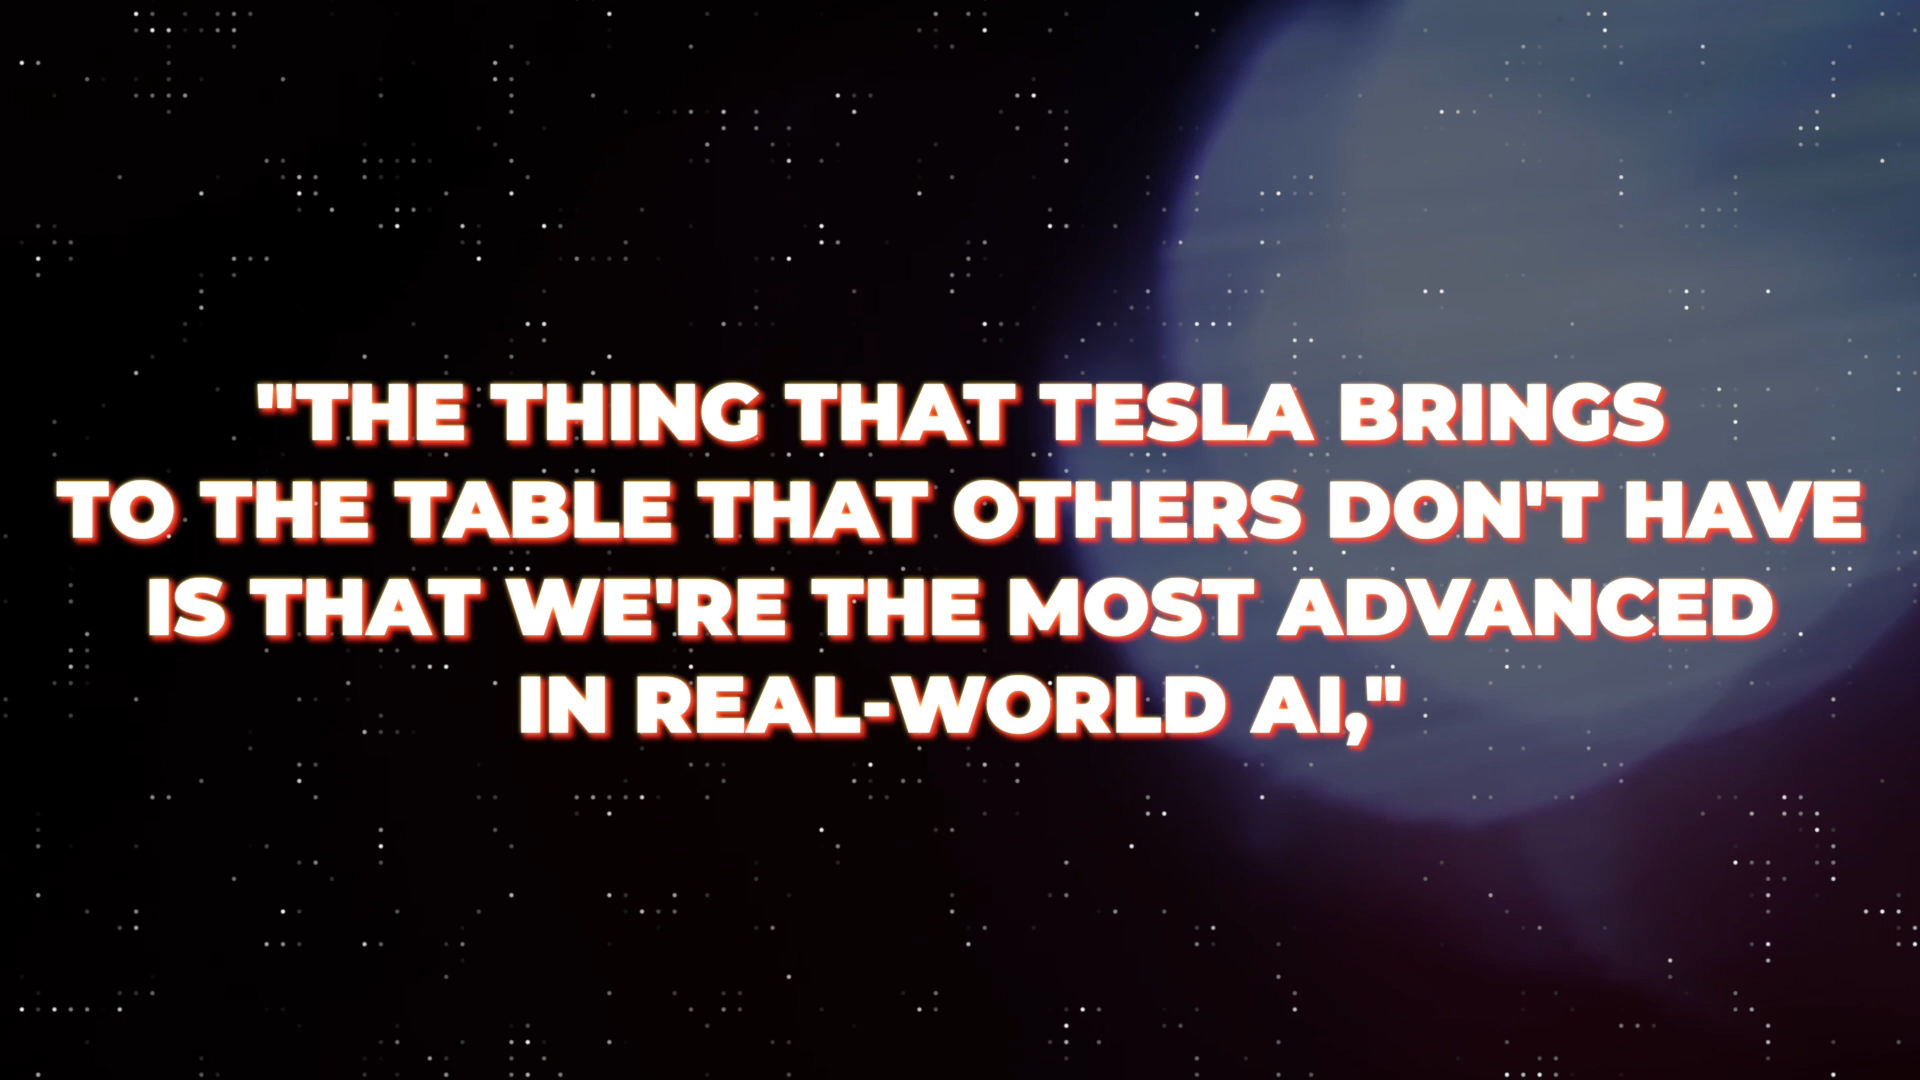 "THE THING THAT TESLA BRINGS
TO THE TABLE THAT OTHERS DON'T HAVE
IS THAT WE'RE THE MOST ADVANCED
IN REAL-WORLD AI,"